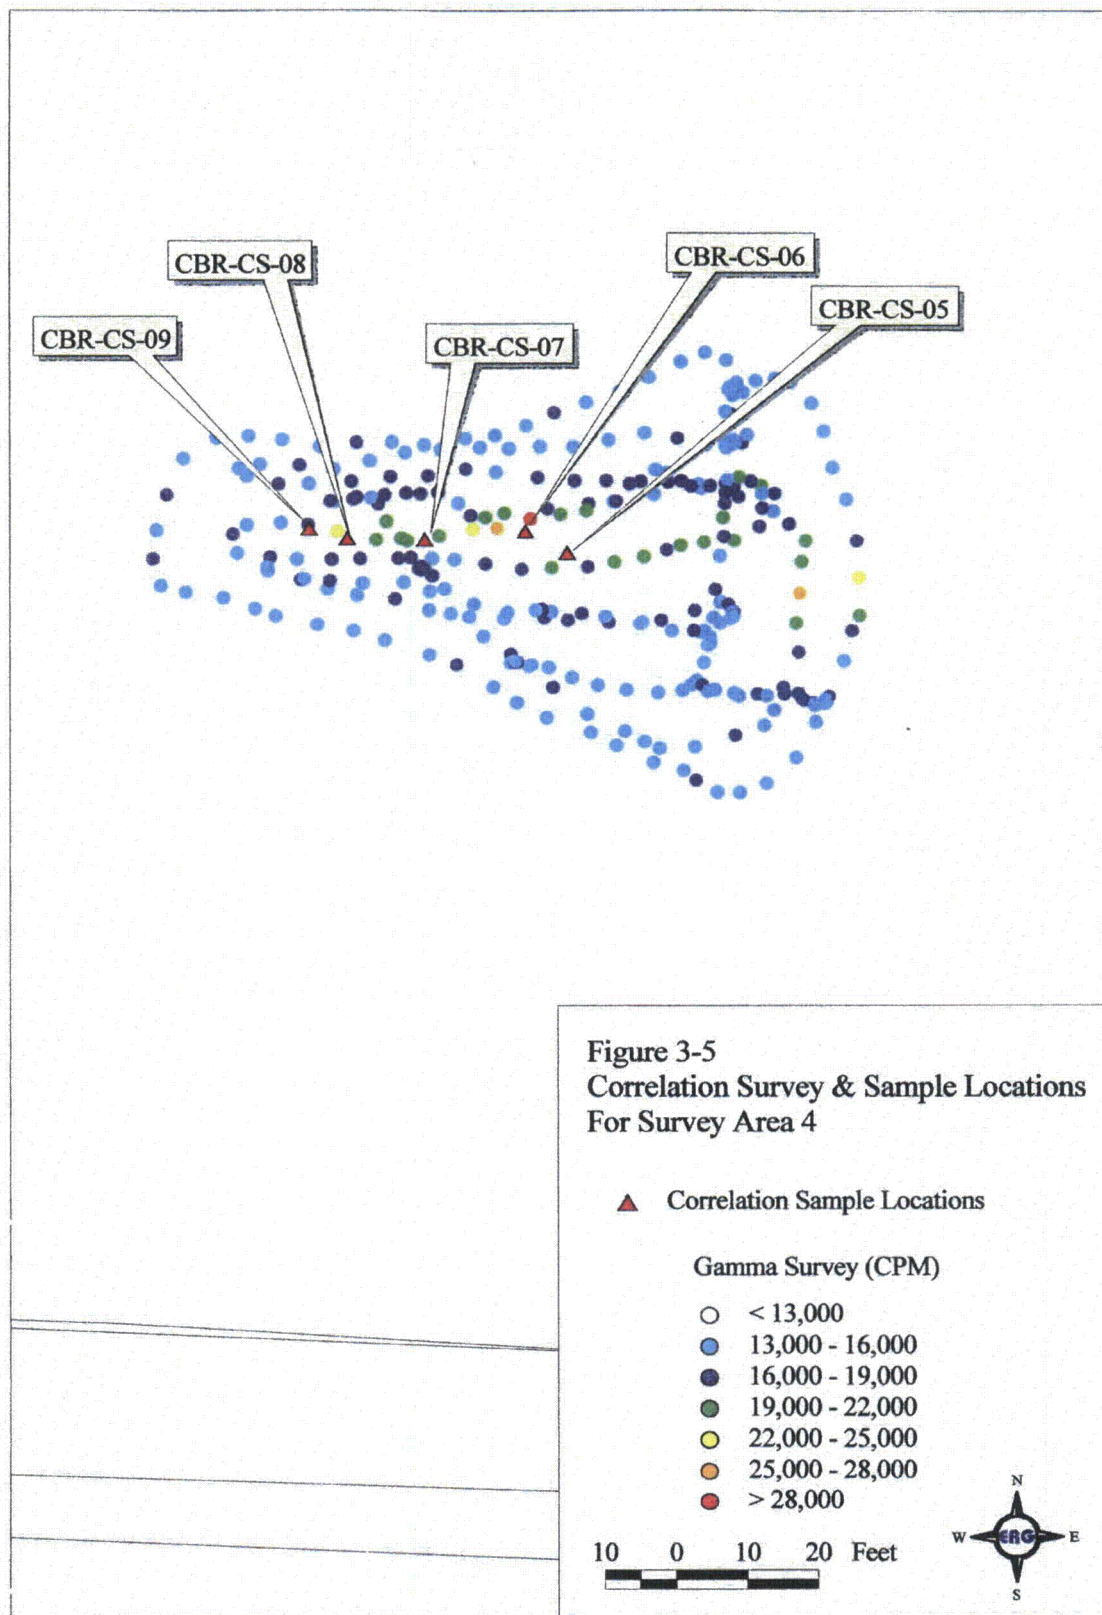 CBR-CS-08
CBR-CS-06
CBR-CS-05
CBR-CS-09
CBR-CS-07
Figure 3-5
Correlation Survey & Sample Locations
For Survey Area 4
Correlation Sample Locations
Gamma Survey (CPM)
< 13,000
13,000 - 16,000
16,000 - 19,000
19,000 - 22,000
22,000 - 25,000
25,000 - 28,000
> 28,000
10 0 10 20 Feet
N
W ERG E
S